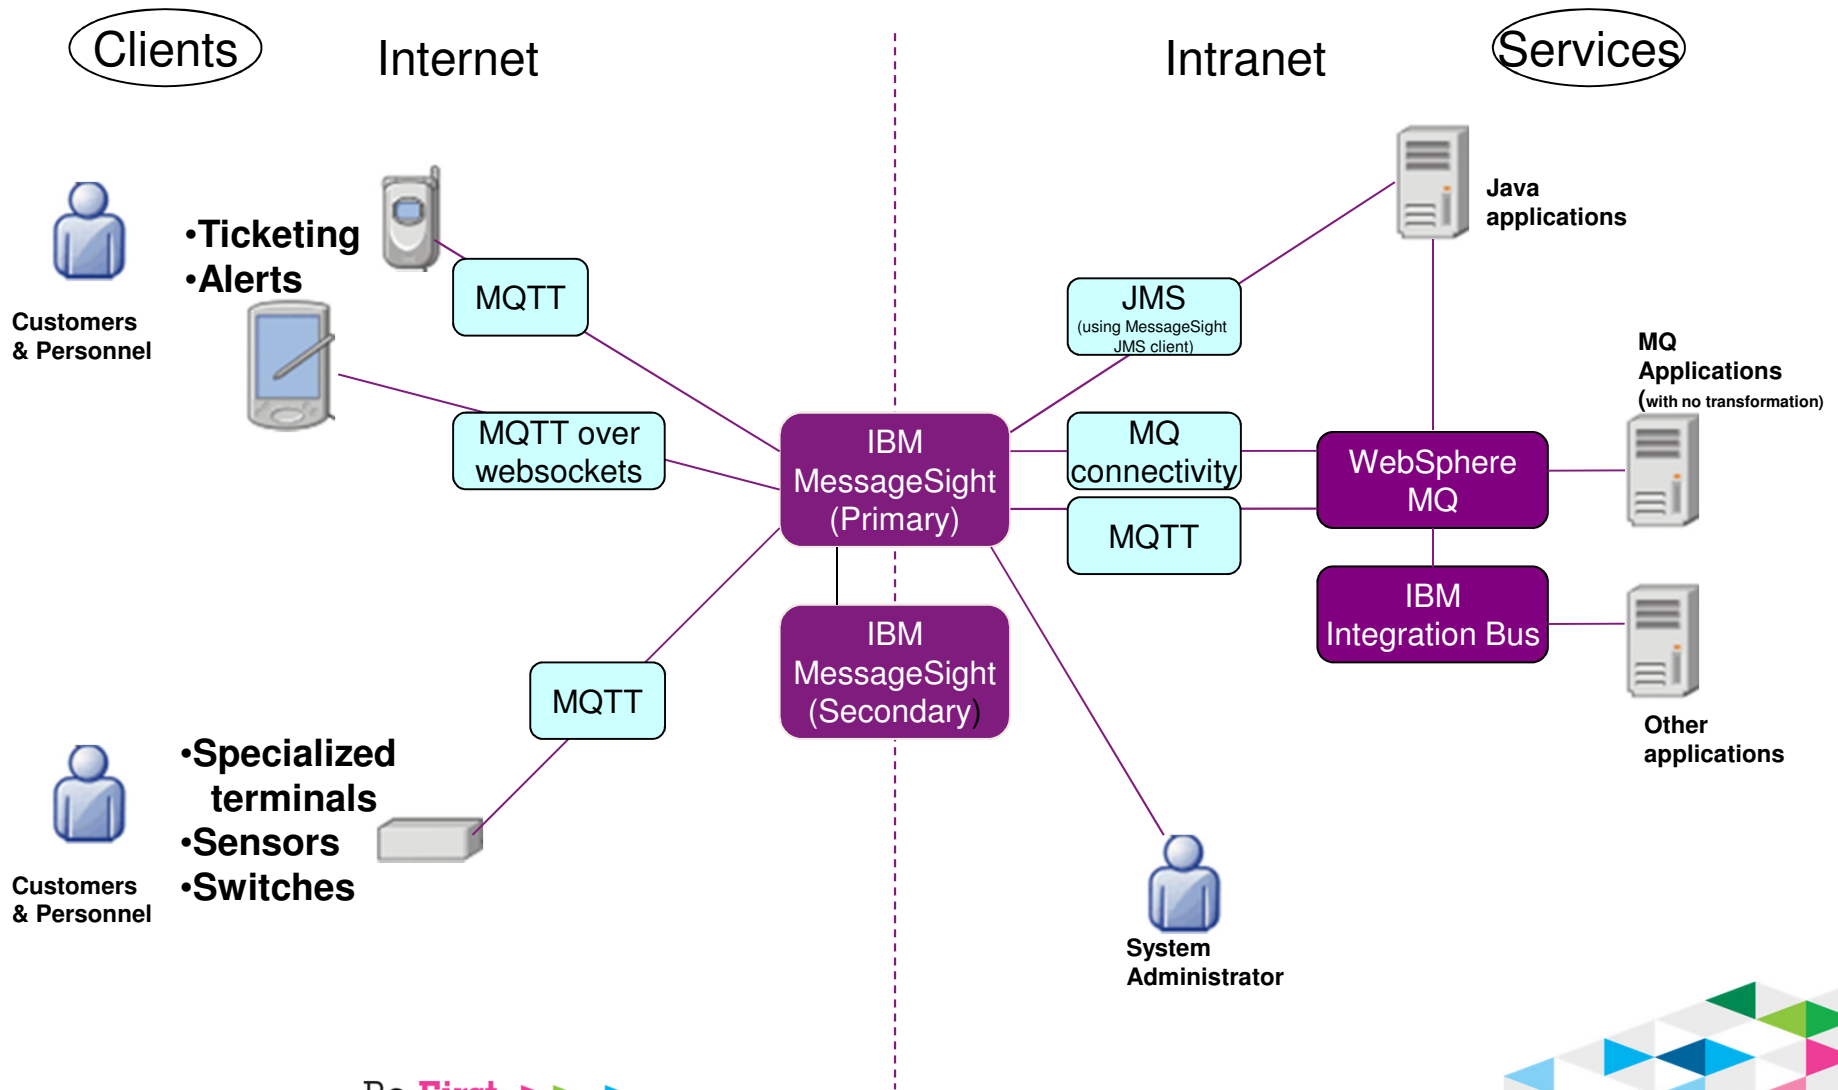 Clients
Internet
Intranet
Services
•Ticketing
•Alerts
Customers
& Personnel
MQTT
MQTT over
websockets
IBM
MessageSight
(Primary)
IBM
MessageSight
(Secondary)
MQTT
•Specialized
terminals
•Sensors
•Switches
Customers
& Personnel
JMS
(using MessageSight
JMS client)
MQ
connectivity
MQTT
Java
applications
MQ
Applications
(with no transformation)
WebSphere
MQ
IBM
Integration Bus
Other
applications
System
Administrator
Be First